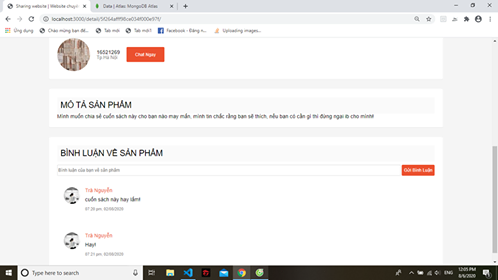 Sharing website | Website chuyên
Data | Atlas: MongoDB Atlas
localhost:3000/detail/5f264afff98ce034f000e97f/
Ứng dụng
Chào mừng bạn đế...
Tab mới
Tab mới1
Facebook - Đăng n...
Uploading images...
16521269
Tp.Hà Nội
Chat Ngay
MÔ TẢ SẢN PHẨM
Mình muốn chia sẻ cuốn sách này cho bạn nào may mắn, mình tin chắc rằng bạn sẽ thích, nếu bạn có cần gì thì đừng ngại ib cho mình!
BÌNH LUẬN VỀ SẢN PHẨM
Bình luận của bạn về sản phẩm
Gửi Bình Luận
Trà Nguyễn
cuốn sách này hay lắm!
07:20 pm 02/08/2020
Trà Nguyễn
Hay!
07:21 pm 02/08/2020
Type here to search
ENG
12:05 PM
8/6/2020